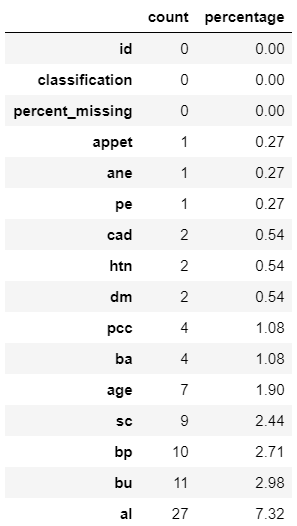 count percentage
id 0 0.00
classification 0 0.00
percent_missing 0 0.00
appet 1 0.27
ane 1 0.27
pe 1 0.27
cad 2 0.54
htn 2 0.54
dm 2 0.54
pcc 4 1.08
ba 4 1.08
age 7 1.90
sc 9 2.44
bp 10 2.71
bu 11 2.98
al 27 7.32